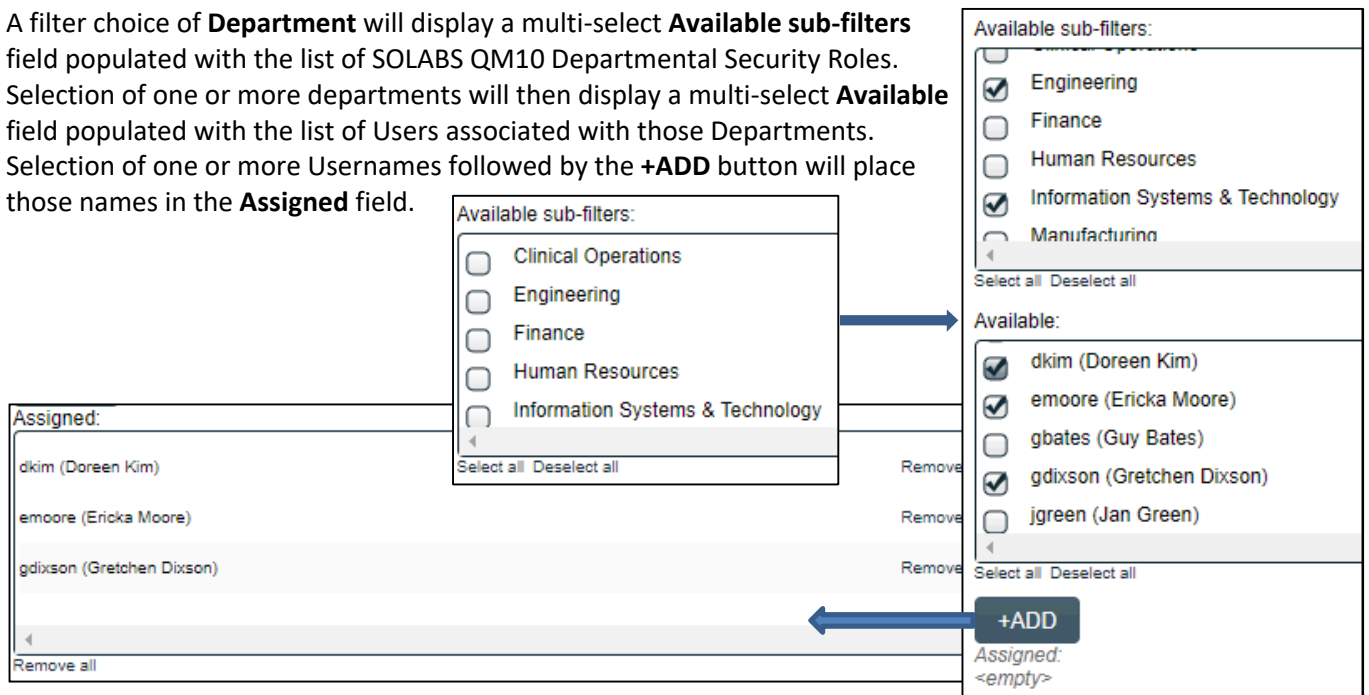 A filter choice of Department will display a multi-select Available sub-filters
field populated with the list of SOLABS QM10 Departmental Security Roles.
Selection of one or more departments will then display a multi-select Available
field populated with the list of Users associated with those Departments.
Selection of one or more Usernames followed by the +ADD button will place
those names in the Assigned field.
Available sub-filters:
Clinical Operations
Engineering
Finance
Human Resources
Information Systems & Technology
Select all Deselect all
Available sub-filters:
Clinical Operations
Engineering
Finance
Human Resources
Information Systems & Technology
Manufacturing
Select all Deselect all
Available:
dkim (Doreen Kim)
emoore (Ericka Moore)
gbates (Guy Bates)
gdixson (Gretchen Dixson)
jgreen (Jan Green)
Select all Deselect all
+ADD
Assigned:
<empty>
Assigned:
dkim (Doreen Kim) Remove
emoore (Ericka Moore) Remove
gdixson (Gretchen Dixson) Remove
Remove all